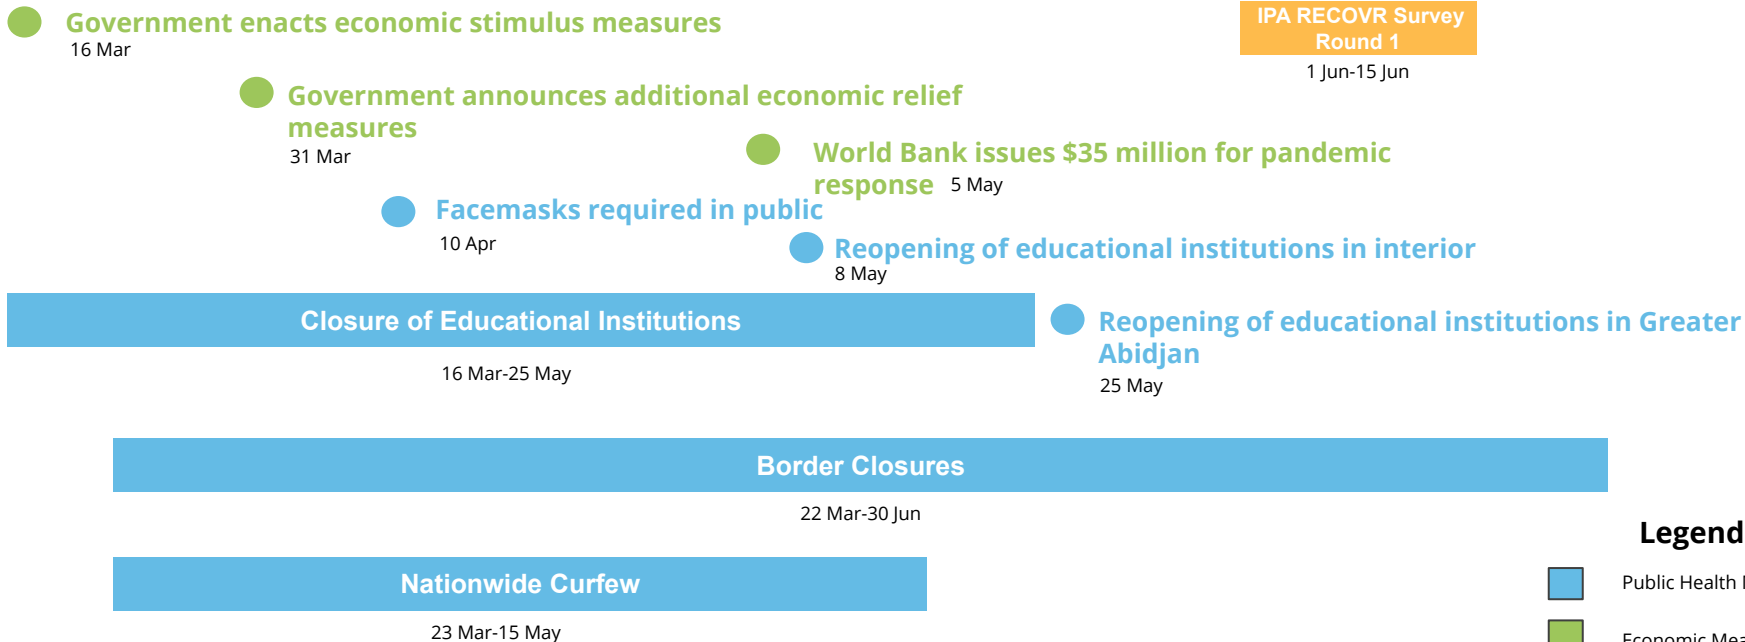 Government enacts economic stimulus measures
16 Mar
IPA RECOVR Survey
Round 1
1 Jun-15 Jun
Government announces additional economic relief
measures
31 Mar
World Bank issues $35 million for pandemic
response 5 May
Facemasks required in public
10 Apr
Reopening of educational institutions in interior
8 May
Closure of Educational Institutions
16 Mar-25 May
Reopening of educational institutions in Greater
Abidjan
25 May
Border Closures
22 Mar-30 Jun
Nationwide Curfew
23 Mar-15 May
Legend
Public Health
Economic